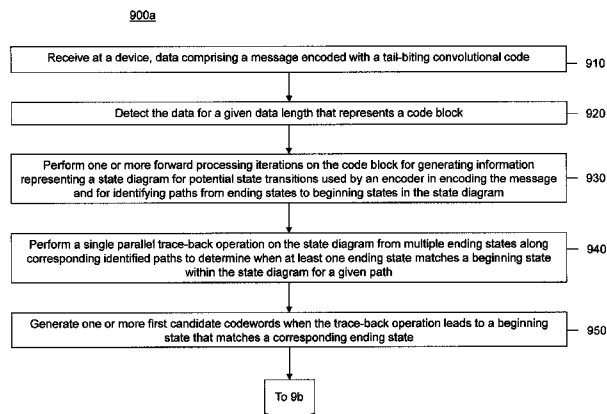 900a
Receive at a device, data comprising a message encoded with a tail-biting convolutional code
910
Detect the data for a given data length that represents a code block
920
Perform one or more forward processing iterations on the code block for generating information
representing a state diagram for potential state transitions used by an encoder in encoding the message
and for identifying paths from ending states to beginning states in the state diagram
930
Perform a single parallel trace-back operation on the state diagram from multiple ending states along
corresponding identified paths to determine when at least one ending state matches a beginning state
within the state diagram for a given path
940
Generate one or more first candidate codewords when the trace-back operation leads to a beginning
state that matches a corresponding ending state
950
To 9b